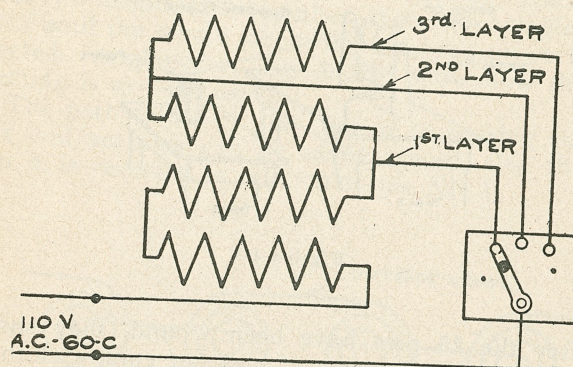 3rd. LAYER
2ND LAYER
1ST. LAYER
110 V
A.C.-60-C